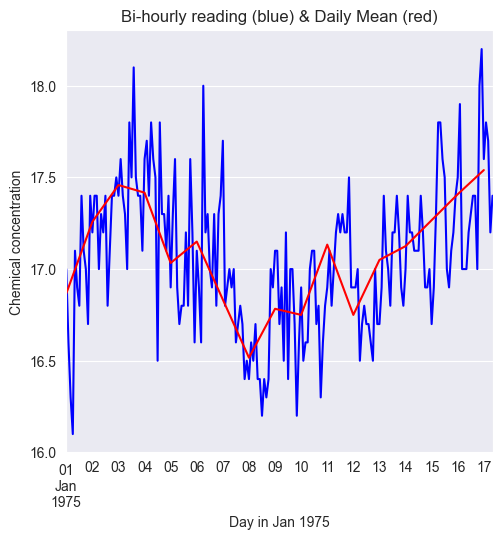 Bi-hourly reading (blue) & Daily Mean (red)
18.0
17.5
17.0
16.5
16.0
Chemical concentration
01 02 03 04 05 06 07 08 09 10 11 12 13 14 15 16 17
Jan
1975
Day in Jan 1975